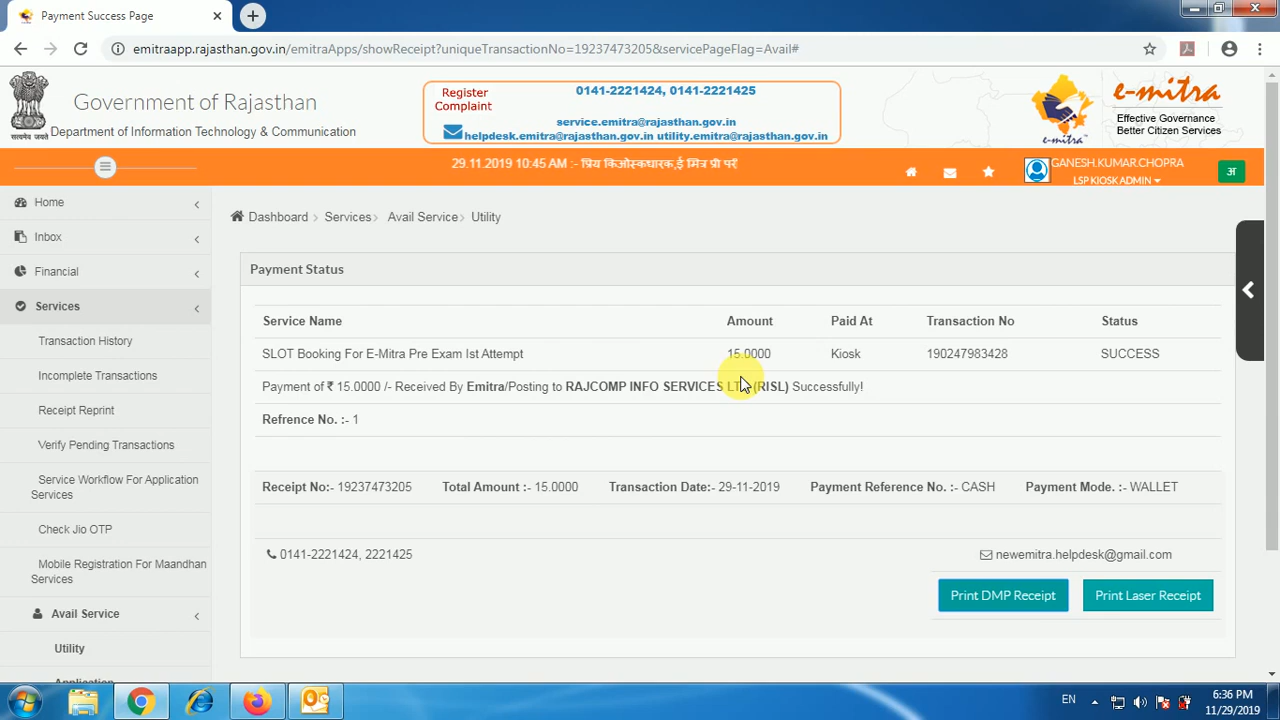 Payment Success Page
emitraapp.rajasthan.gov.in/emitraApps/showReceipt?uniqueTransactionNo=19237473205&servicePageFlag=Avail#
सत्यमेव जयते
Government of Rajasthan
Department of Information Technology & Communication
Register Complaint
0141-2221424, 0141-2221425
service.emitra@rajasthan.gov.in
helpdesk.emitra@rajasthan.gov.in utility.emitra@rajasthan.gov.in
e-mitra
e-mitra
Effective Governance
Better Citizen Services
29.11.2019 10:45 AM :- प्रिय किओस्कधारक,ई मित्र प्री परी
GANESH.KUMAR.CHOPRA
LSP KIOSK ADMIN
अ
Home
Inbox
Financial
Services
Transaction History
Incomplete Transactions
Receipt Reprint
Verify Pending Transactions
Service Workflow For Application
Services
Check Jio OTP
Mobile Registration For Maandhan
Services
Avail Service
Utility
Application
Dashboard > Services > Avail Service > Utility
Payment Status
Service Name Amount Paid At Transaction No Status
SLOT Booking For E-Mitra Pre Exam Ist Attempt 15.0000 Kiosk 190247983428 SUCCESS
Payment of ₹ 15.0000 /- Received By Emitra/Posting to RAJCOMP INFO SERVICES LTD (RISL) Successfully!
Refrence No. :- 1
Receipt No:- 19237473205 Total Amount :- 15.0000 Transaction Date:- 29-11-2019 Payment Reference No. :- CASH Payment Mode. :- WALLET
0141-2221424, 2221425 newemitra.helpdesk@gmail.com
Print DMP Receipt Print Laser Receipt
EN
6:36 PM
11/29/2019